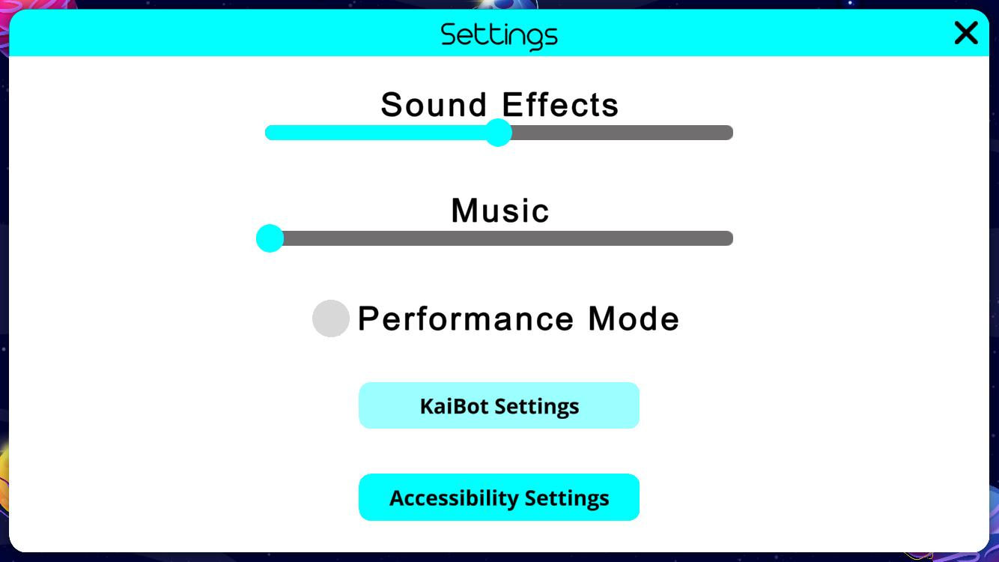 Settings
Sound Effects
Music
Performance Mode
KaiBot Settings
Accessibility Settings